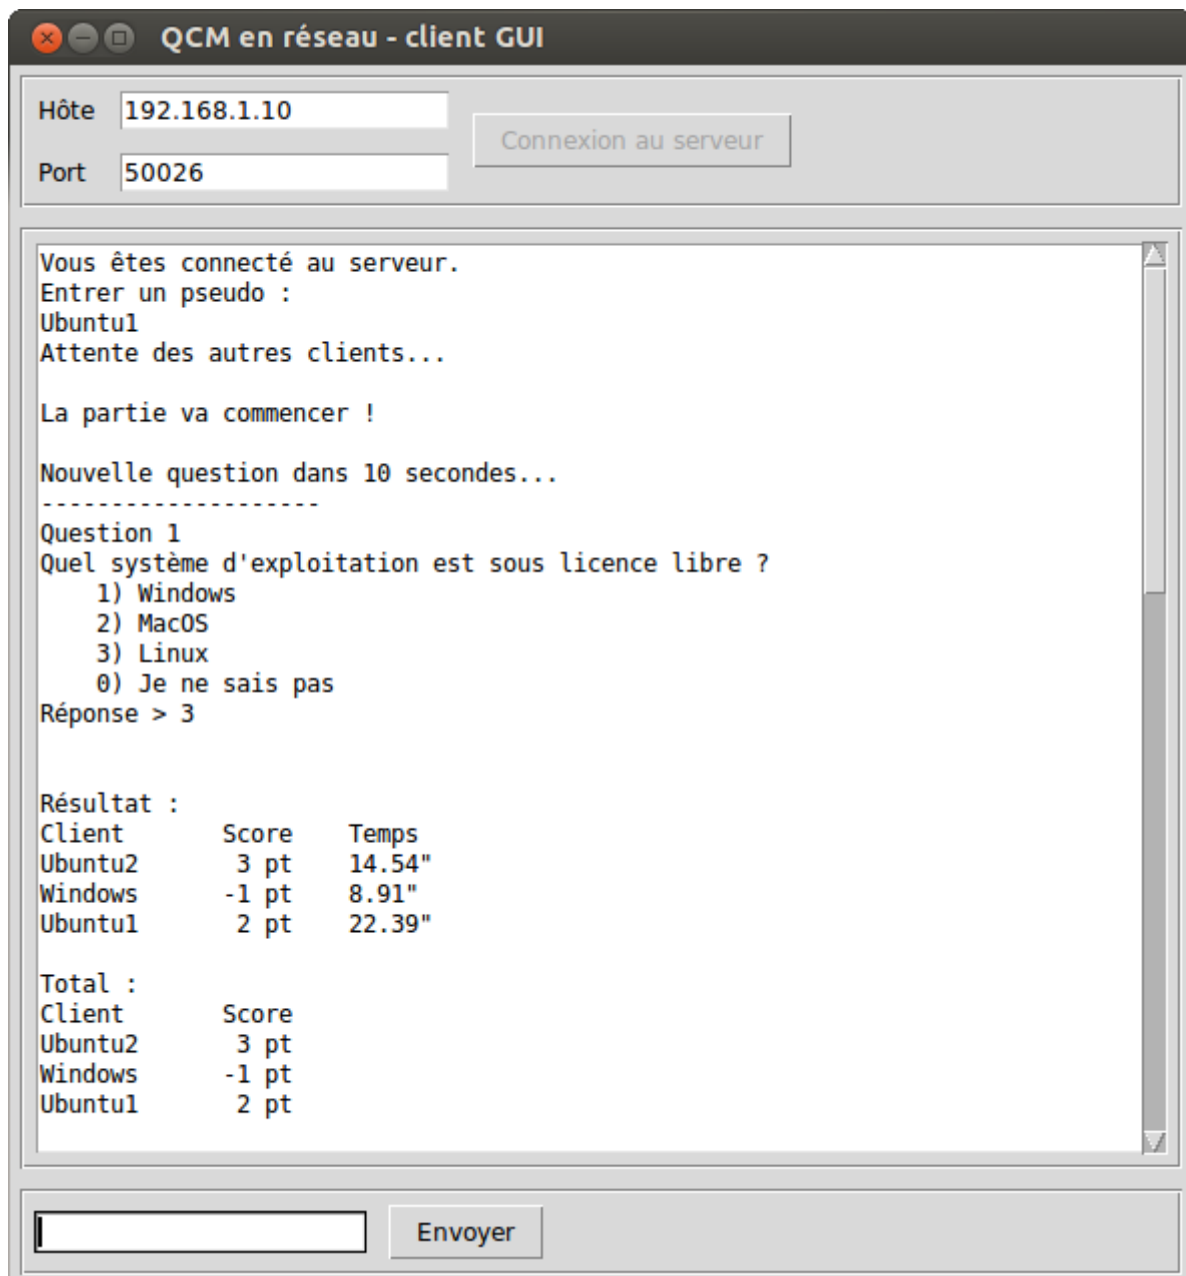 QCM en réseau - client GUI
Hôte 192.168.1.10
Connexion au serveur
Port 50026
Vous êtes connecté au serveur.
Entrer un pseudo :
Ubuntu1
Attente des autres clients...
La partie va commencer !
Nouvelle question dans 10 secondes...
--------------------
Question 1
Quel système d'exploitation est sous licence libre ?
1) Windows
2) MacOS
3) Linux
0) Je ne sais pas
Réponse > 3
Résultat :
Client Score Temps
Ubuntu2 3 pt 14.54"
Windows -1 pt 8.91"
Ubuntu1 2 pt 22.39"
Total :
Client Score
Ubuntu2 3 pt
Windows -1 pt
Ubuntu1 2 pt
Envoyer